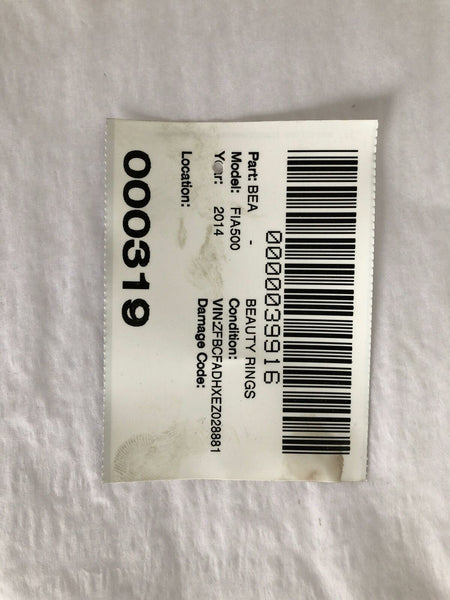 0000039916
Part: BEA - BEAUTY RINGS
Model: FIA500 Condition:
Year: 2014 VIN:ZFBCFADHXEZ028881
Damage Code:
Location:
000319